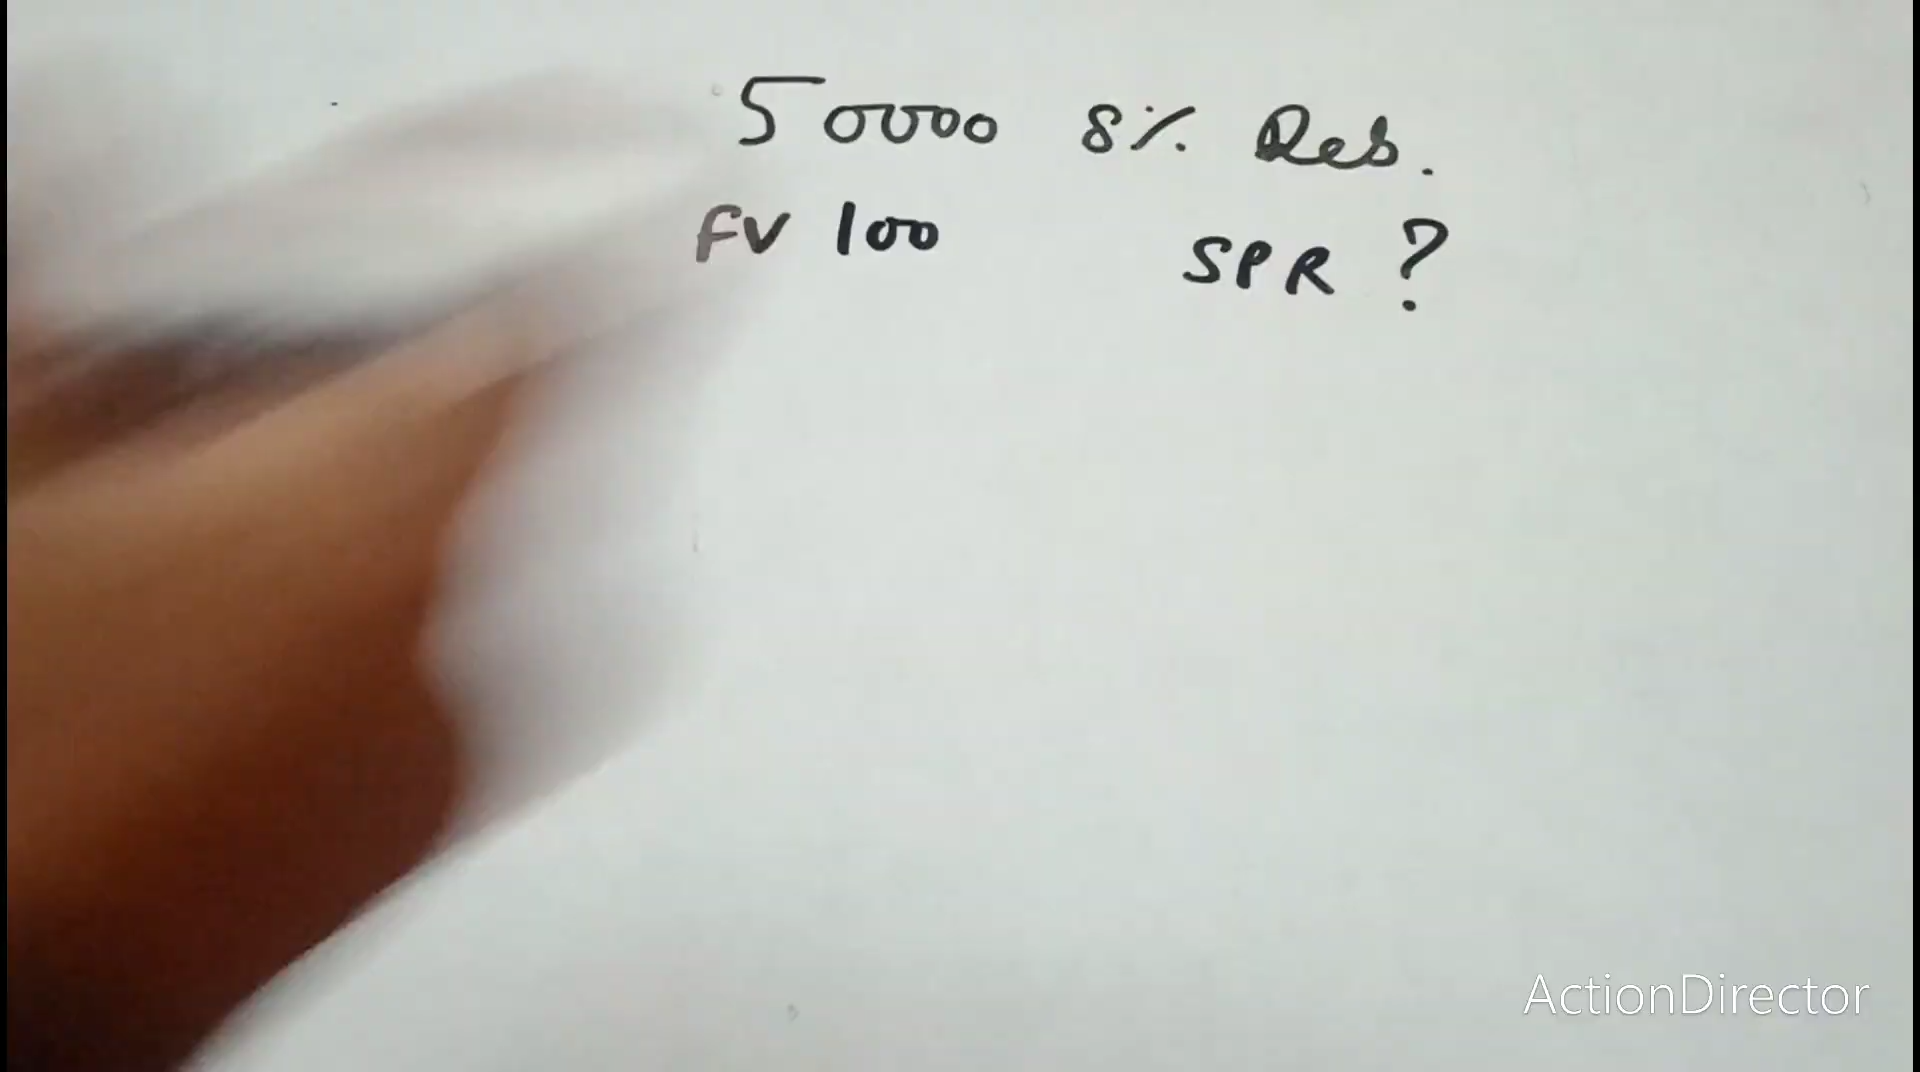 50000 8% Deb.
FV 100 SPR ?
ActionDirector